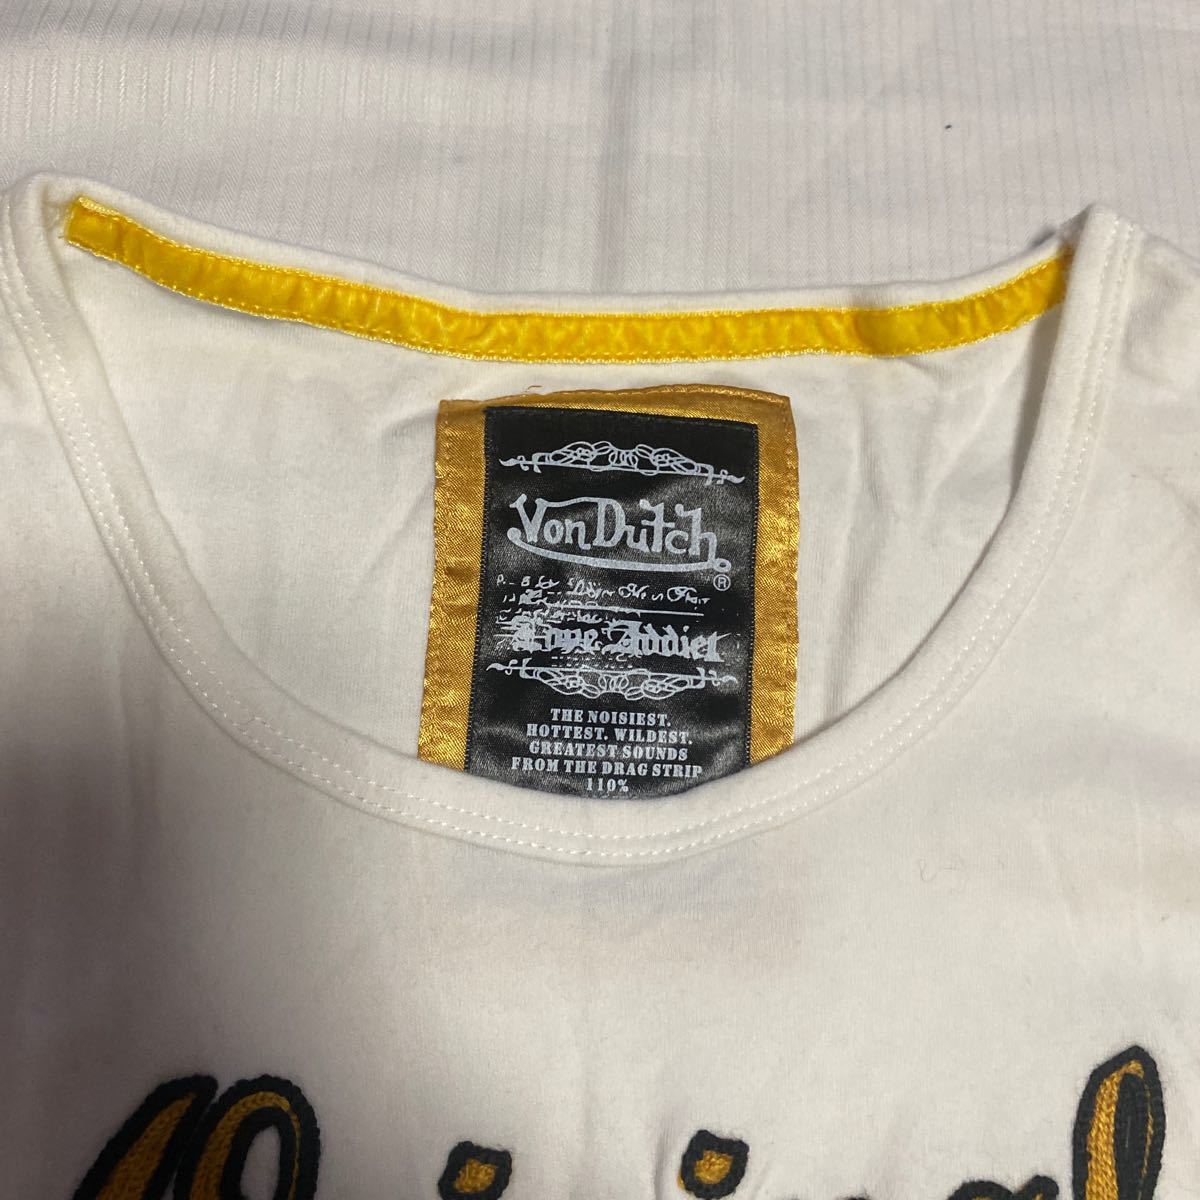 Von Dutch
®
Love Addict
THE NOISIEST.
HOTTEST. WILDEST.
GREATEST SOUNDS
FROM THE DRAG STRIP
110%